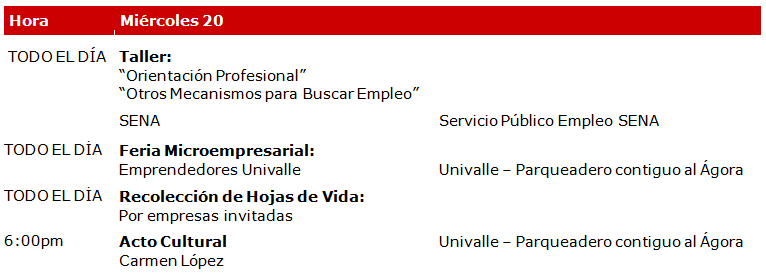 Hora Miércoles 20
TODO EL DÍA Taller:
“Orientación Profesional”
“Otros Mecanismos para Buscar Empleo”
SENA Servicio Público Empleo SENA
TODO EL DÍA Feria Microempresarial:
Emprendedores Univalle Univalle – Parqueadero contiguo al Ágora
TODO EL DÍA Recolección de Hojas de Vida:
Por empresas invitadas
6:00pm Acto Cultural Univalle – Parqueadero contiguo al Ágora
Carmen López